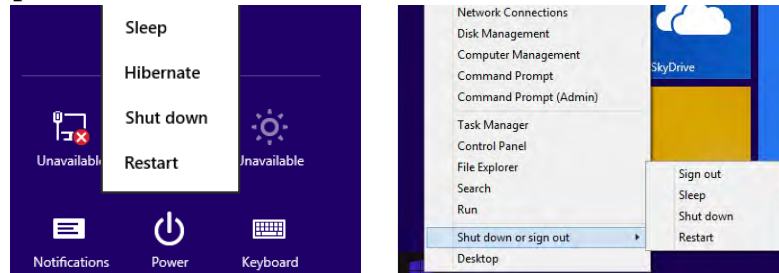 Sleep
Hibernate
Shut down
Restart
Unavailabl
Unavailable
Notifications
Power
Keyboard
Network Connections
Disk Management
Computer Management
Command Prompt
Command Prompt (Admin)
Task Manager
Control Panel
File Explorer
Search
Run
Shut down or sign out
Desktop
SkyDrive
Sign out
Sleep
Shut down
Restart